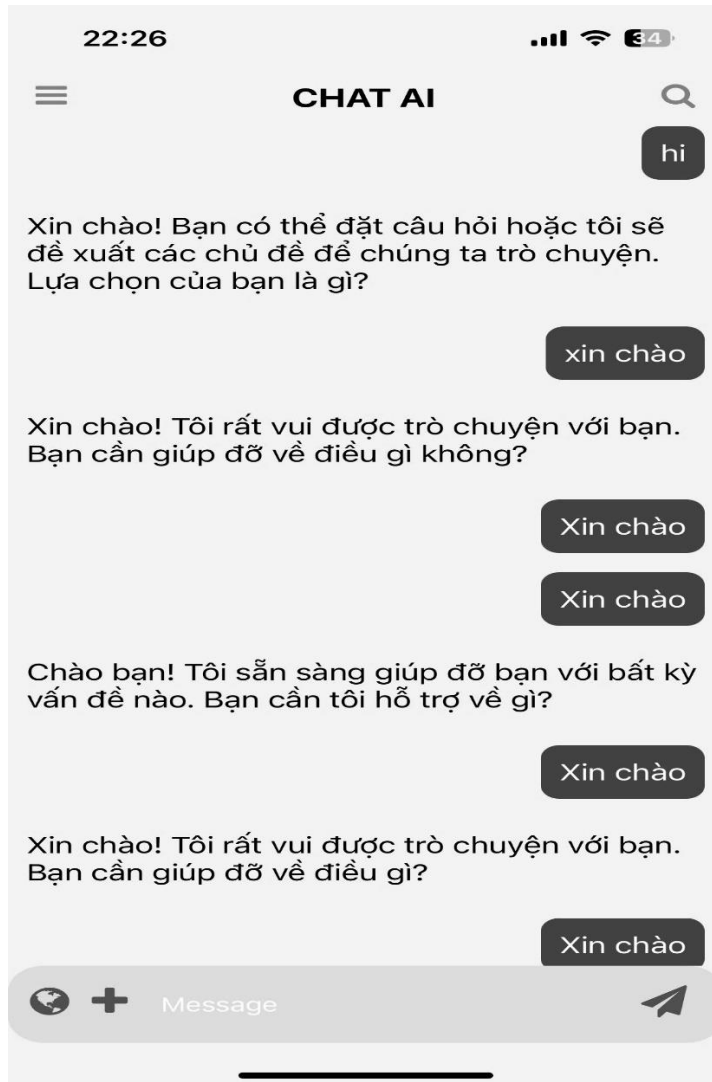 22:26
34
CHAT AI
hi
Xin chào! Bạn có thể đặt câu hỏi hoặc tôi sẽ
đề xuất các chủ đề để chúng ta trò chuyện.
Lựa chọn của bạn là gì?
xin chào
Xin chào! Tôi rất vui được trò chuyện với bạn.
Bạn cần giúp đỡ về điều gì không?
Xin chào
Xin chào
Chào bạn! Tôi sẵn sàng giúp đỡ bạn với bất kỳ
vấn đề nào. Bạn cần tôi hỗ trợ về gì?
Xin chào
Xin chào! Tôi rất vui được trò chuyện với bạn.
Bạn cần giúp đỡ về điều gì?
Xin chào
Message